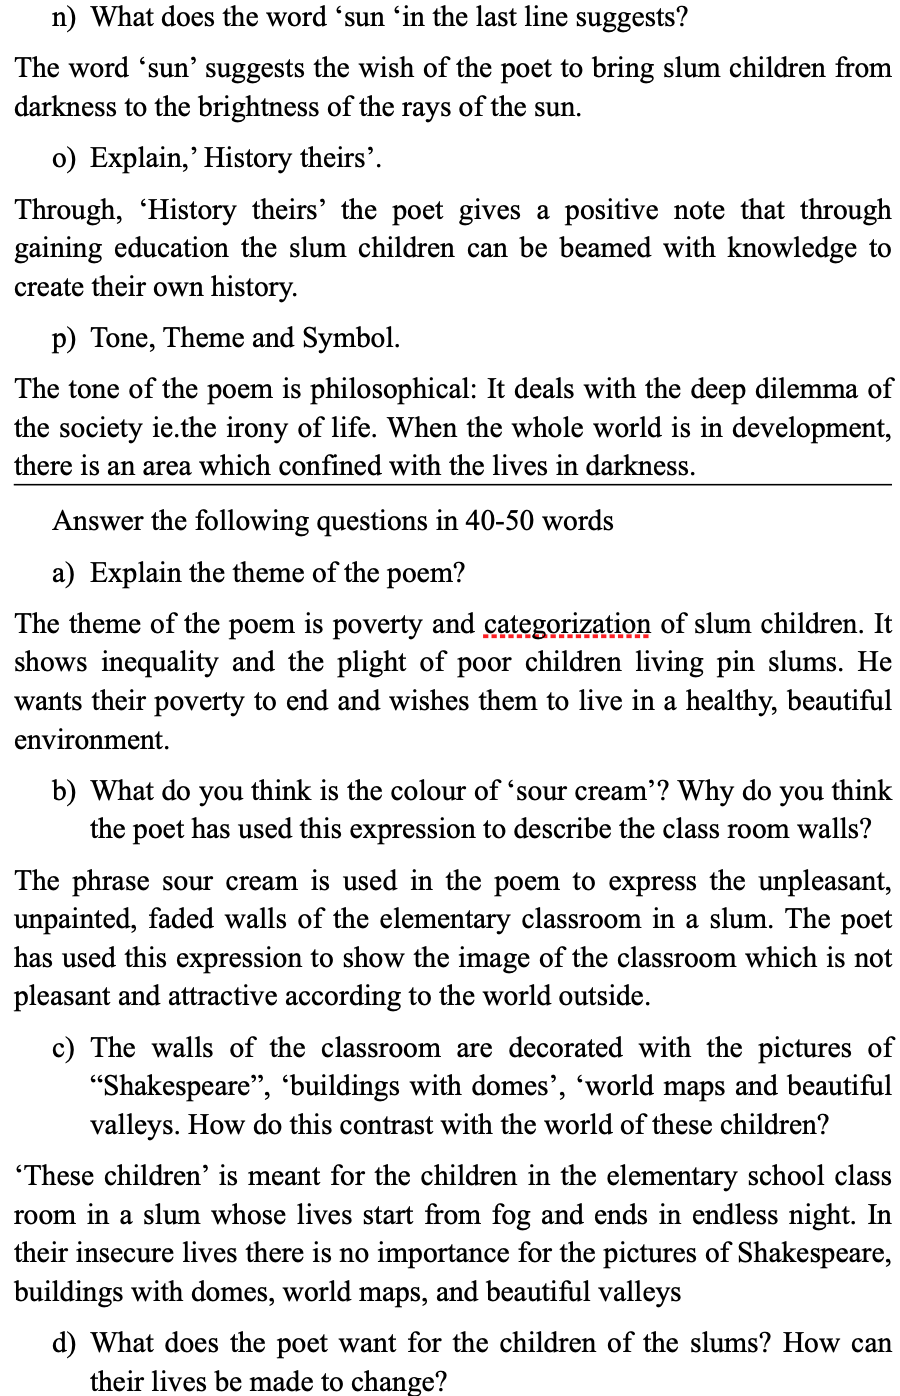 n) What does the word ‘sun ‘in the last line suggests?
The word ‘sun’ suggests the wish of the poet to bring slum children from
darkness to the brightness of the rays of the sun.
o) Explain,’ History theirs’.
Through, ‘History theirs’ the poet gives a positive note that through
gaining education the slum children can be beamed with knowledge to
create their own history.
p) Tone, Theme and Symbol.
The tone of the poem is philosophical: It deals with the deep dilemma of
the society ie.the irony of life. When the whole world is in development,
there is an area which confined with the lives in darkness.
Answer the following questions in 40-50 words
a) Explain the theme of the poem?
The theme of the poem is poverty and categorization of slum children. It
shows inequality and the plight of poor children living pin slums. He
wants their poverty to end and wishes them to live in a healthy, beautiful
environment.
b) What do you think is the colour of ‘sour cream’? Why do you think
the poet has used this expression to describe the class room walls?
The phrase sour cream is used in the poem to express the unpleasant,
unpainted, faded walls of the elementary classroom in a slum. The poet
has used this expression to show the image of the classroom which is not
pleasant and attractive according to the world outside.
c) The walls of the classroom are decorated with the pictures of
“Shakespeare”, ‘buildings with domes’, ‘world maps and beautiful
valleys. How do this contrast with the world of these children?
‘These children’ is meant for the children in the elementary school class
room in a slum whose lives start from fog and ends in endless night. In
their insecure lives there is no importance for the pictures of Shakespeare,
buildings with domes, world maps, and beautiful valleys
d) What does the poet want for the children of the slums? How can
their lives be made to change?